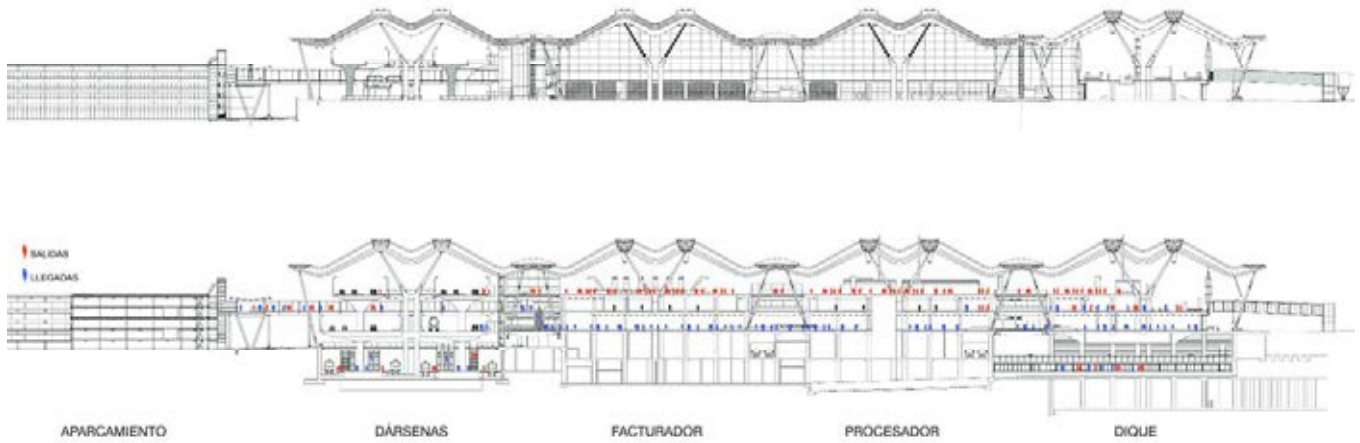 SALIDAS
LLEGADAS
APARCAMIENTO DÁRSENAS FACTURADOR PROCESADOR DIQUE